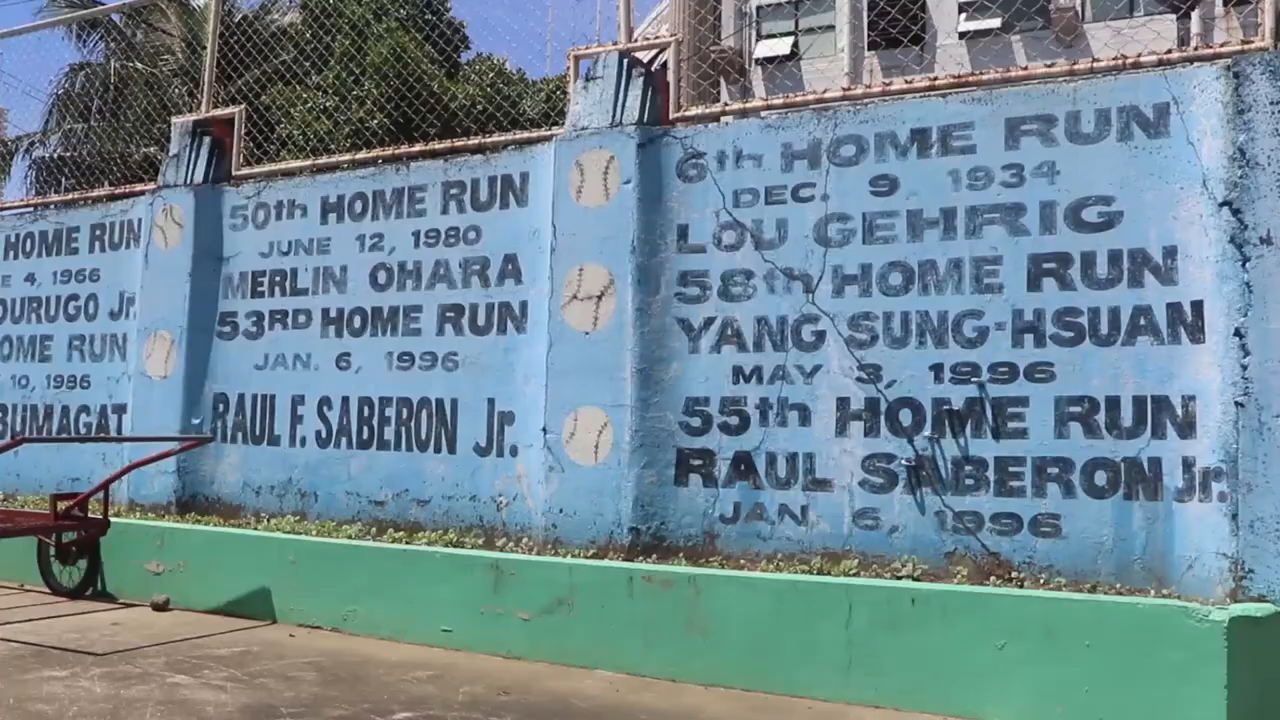 HOME RUN
E 4, 1966
DURUGO Jr.
OME RUN
10, 1986
BUMAGAT
50th HOME RUN
JUNE 12, 1980
MERLIN OHARA
53RD HOME RUN
JAN. 6, 1996
RAUL F. SABERON Jr.
6th HOME RUN
DEC. 9 1934
LOU GEHRIG
58th HOME RUN
YANG SUNG-HSUAN
MAY 3, 1996
55th HOME RUN
RAUL SABERON Jr.
JAN. 6, 1996